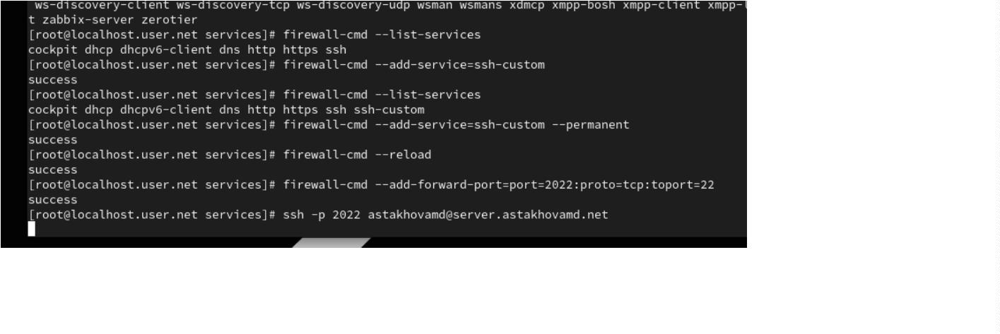 ws-discovery-client ws-discovery-tcp ws-discovery-udp wsman wsmans xdmcp xmpp-bosh xmpp-client xmpp-l
t zabbix-server zerotier
[root@localhost.user.net services]# firewall-cmd --list-services
cockpit dhcp dhcpv6-client dns http https ssh
[root@localhost.user.net services]# firewall-cmd --add-service=ssh-custom
success
[root@localhost.user.net services]# firewall-cmd --list-services
cockpit dhcp dhcpv6-client dns http https ssh ssh-custom
[root@localhost.user.net services]# firewall-cmd --add-service=ssh-custom --permanent
success
[root@localhost.user.net services]# firewall-cmd --reload
success
[root@localhost.user.net services]# firewall-cmd --add-forward-port=port=2022:proto=tcp:toport=22
success
[root@localhost.user.net services]# ssh -p 2022 astakhovamd@server.astakhovamd.net